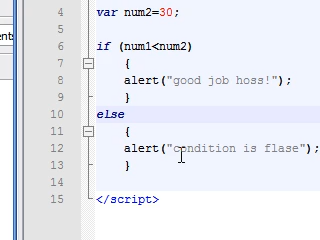 ents
4 var num2=30;
5
6 if (num1<num2)
7 {
8 alert("good job hoss!");
9 }
10 else
11 {
12 alert("condition is flase");
13 }
14
15 </script>